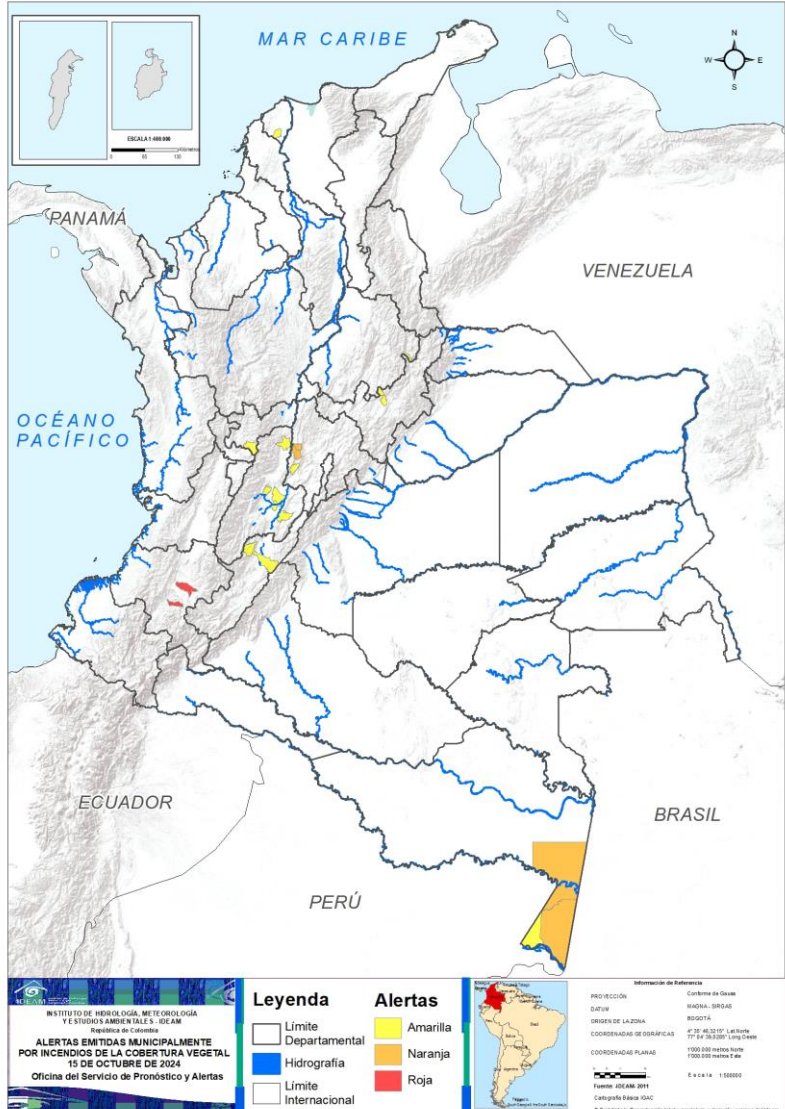 MAR CARIBE
N
W E
S
ESCALA 1:400.000
PANAMÁ
VENEZUELA
OCÉANO
PACÍFICO
ECUADOR
BRASIL
PERÚ
IDEAM
INSTITUTO DE HIDROLOGÍA, METEOROLOGÍA
Y ESTUDIOS AMBIENTALES - IDEAM
República de Colombia
ALERTAS EMITIDAS MUNICIPALMENTE
POR INCENDIOS DE LA COBERTURA VEGETAL
15 DE OCTUBRE DE 2024
Oficina del Servicio de Pronóstico y Alertas
Leyenda
Límite
Departamental
Hidrografía
Límite
Internacional
Alertas
Amarilla
Naranja
Roja
Información de Referencia
PROYECCIÓN Conforme de Gauss
DATUM MAGNA - SIRGAS
ORIGEN DE LA ZONA BOGOTÁ
COORDENADAS GEOGRÁFICAS
COORDENADAS PLANAS 1'000.000 metros Norte
1'000.000 metros Este
Escala 1:500000
Fuente: IDEAM- 2011
Cartografía Básica IGAC